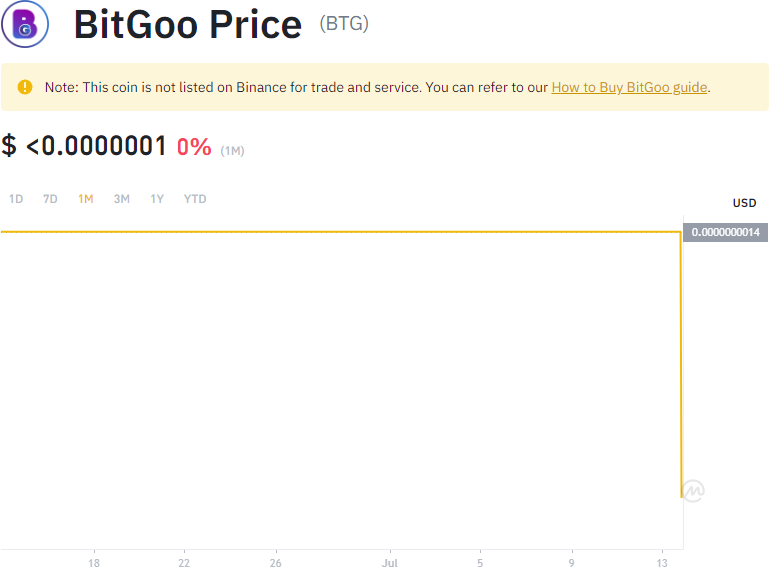 BitGoo Price (BTG)
Note: This coin is not listed on Binance for trade and service. You can refer to our How to Buy BitGoo guide.
$ <0.0000001 0% (1M)
1D 7D 1M 3M 1Y YTD
USD
0.0000000014
18 22 26 Jul 5 9 13